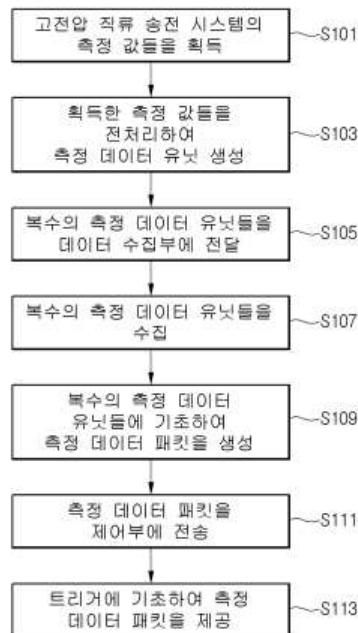 고전압 직류 송전 시스템의
측정 값들을 획득
S101
획득한 측정 값들을
전처리하여
측정 데이터 유닛 생성
S103
복수의 측정 데이터 유닛들을
데이터 수집부에 전달
S105
복수의 측정 데이터 유닛들을
수집
S107
복수의 측정 데이터
유닛들에 기초하여
측정 데이터 패킷을 생성
S109
측정 데이터 패킷을
제어부에 전송
S111
트리거에 기초하여 측정
데이터 패킷을 제공
S113